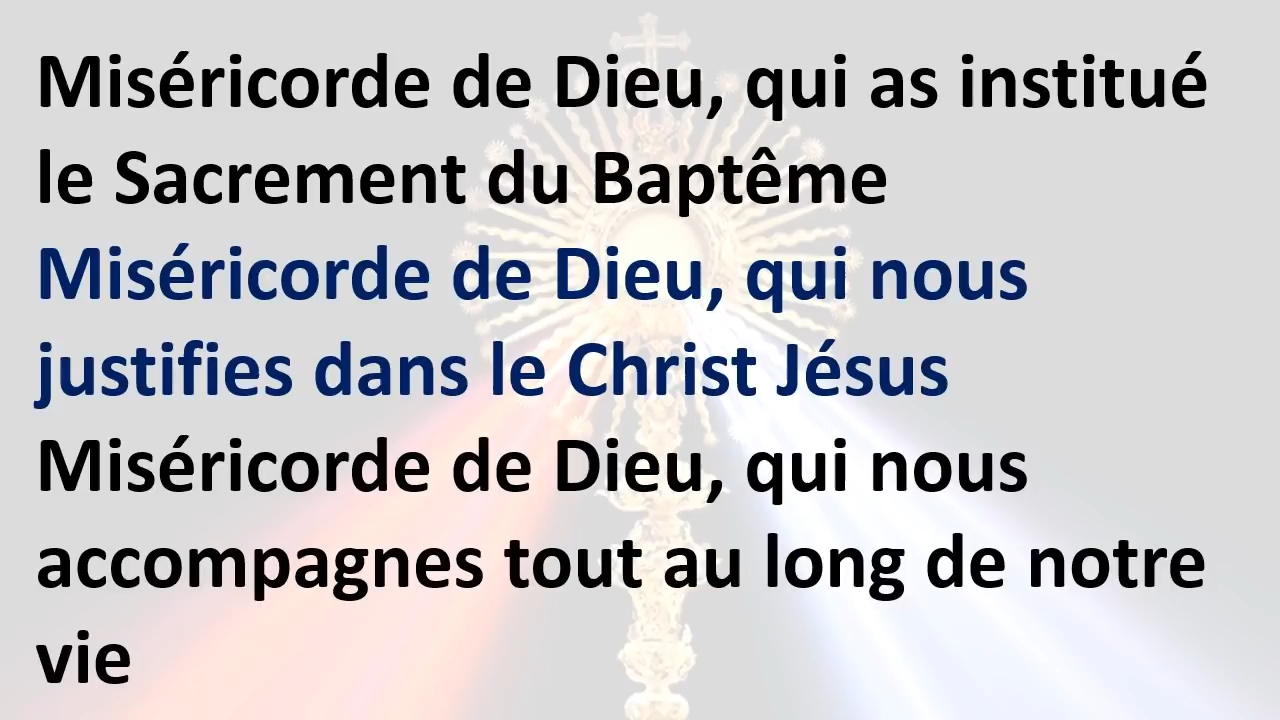 Miséricorde de Dieu, qui as institué
le Sacrement du Baptême
Miséricorde de Dieu, qui nous
justifies dans le Christ Jésus
Miséricorde de Dieu, qui nous
accompagnes tout au long de notre
vie